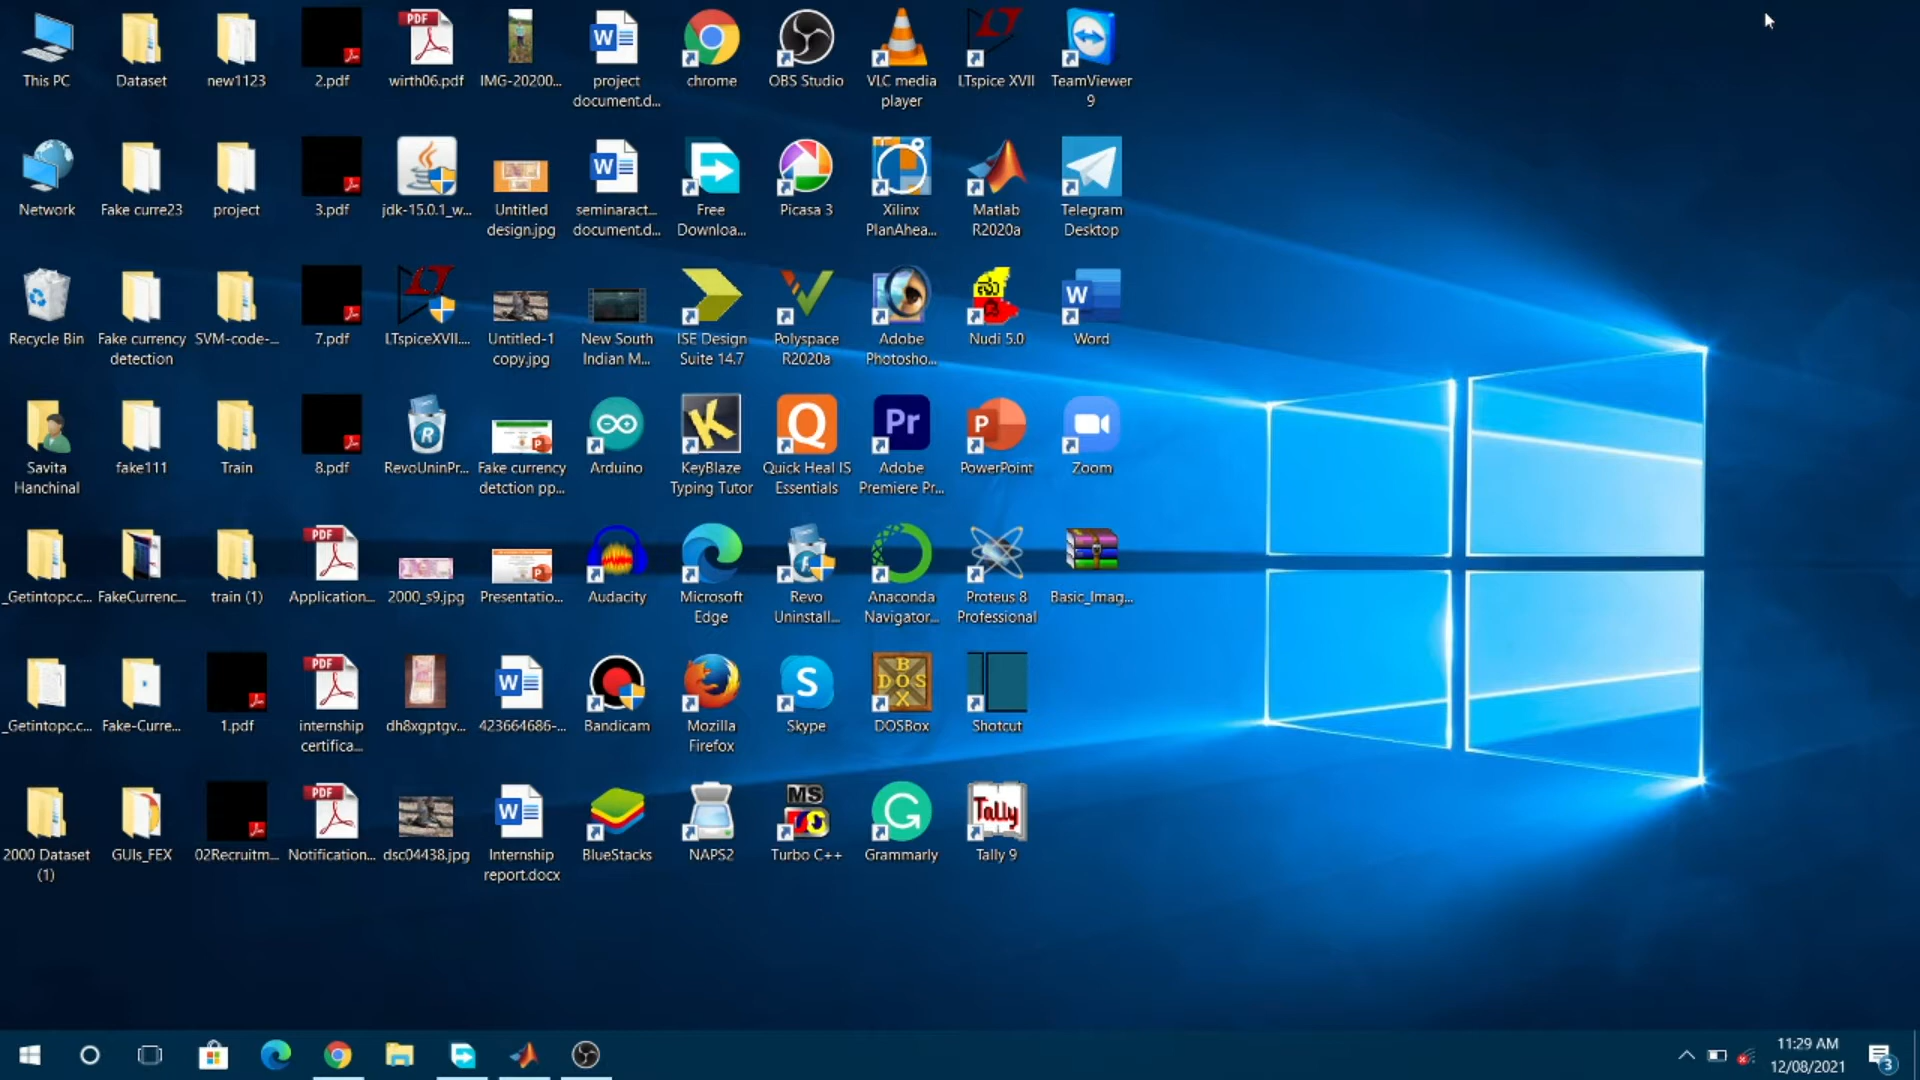 This PC
Dataset
new1123
2.pdf
wirth06.pdf
IMG-20200...
project
document.d...
chrome
OBS Studio
VLC media
player
LTspice XVII
TeamViewer
9
Network
Fake curre23
project
3.pdf
jdk-15.0.1_w...
Untitled
design.jpg
seminaract...
document.d...
Free
Downloa...
Picasa 3
Xilinx
PlanAhea...
Matlab
R2020a
Telegram
Desktop
Recycle Bin
Fake currency
detection
SVM-code-...
7.pdf
LTspiceXVII....
Untitled-1
copy.jpg
New South
Indian M...
ISE Design
Suite 14.7
Polyspace
R2020a
Adobe
Photosho...
Nudi 5.0
Word
Savita
Hanchinal
fake111
Train
8.pdf
RevoUninPr...
Fake currency
detction pp...
Arduino
KeyBlaze
Typing Tutor
Quick Heal IS
Essentials
Adobe
Premiere Pr...
PowerPoint
Zoom
_Getintopc.c...
FakeCurrenc...
train (1)
Application...
2000_s9.jpg
Presentatio...
Audacity
Microsoft
Edge
Revo
Uninstall...
Anaconda
Navigator...
Proteus 8
Professional
Basic_Imag...
_Getintopc.c...
Fake-Curre...
1.pdf
internship
certifica...
dh8xgptgv...
423664686-...
Bandicam
Mozilla
Firefox
Skype
DOSBox
Shotcut
2000 Dataset
(1)
GUIs_FEX
02Recruitm...
Notification...
dsc04438.jpg
Internship
report.docx
BlueStacks
NAPS2
Turbo C++
Grammarly
Tally 9
11:29 AM
12/08/2021
3